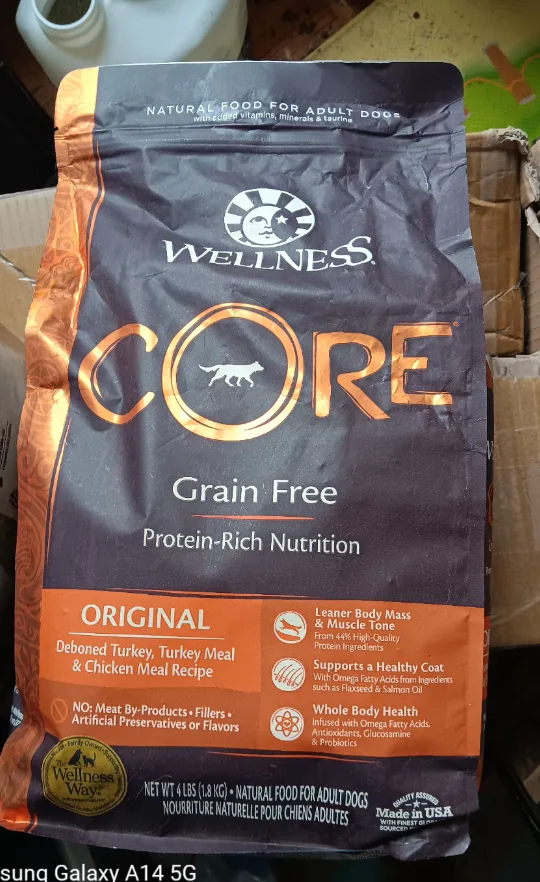 NATURAL FOOD FOR ADULT DOGS
with added vitamins, minerals & taurine
WELLNESS
CORE
Grain Free
Protein-Rich Nutrition
ORIGINAL
Deboned Turkey, Turkey Meal
& Chicken Meal Recipe
NO: Meat By-Products • Fillers •
Artificial Preservatives or Flavors
Leaner Body Mass
& Muscle Tone
From 44% High-Quality
Protein Ingredients
Supports a Healthy Coat
With Omega Fatty Acids from Ingredients
such as Flaxseed & Salmon Oil
Whole Body Health
Infused with Omega Fatty Acids,
Antioxidants, Glucosamine
& Probiotics
The
Wellness
Way
NET WT 4 LBS (1.8 KG) • NATURAL FOOD FOR ADULT DOGS
NOURRITURE NATURELLE POUR CHIENS ADULTES
QUALITY ASSURED
Made in USA
WITH FINEST
SOURCED
sung Galaxy A14 5G